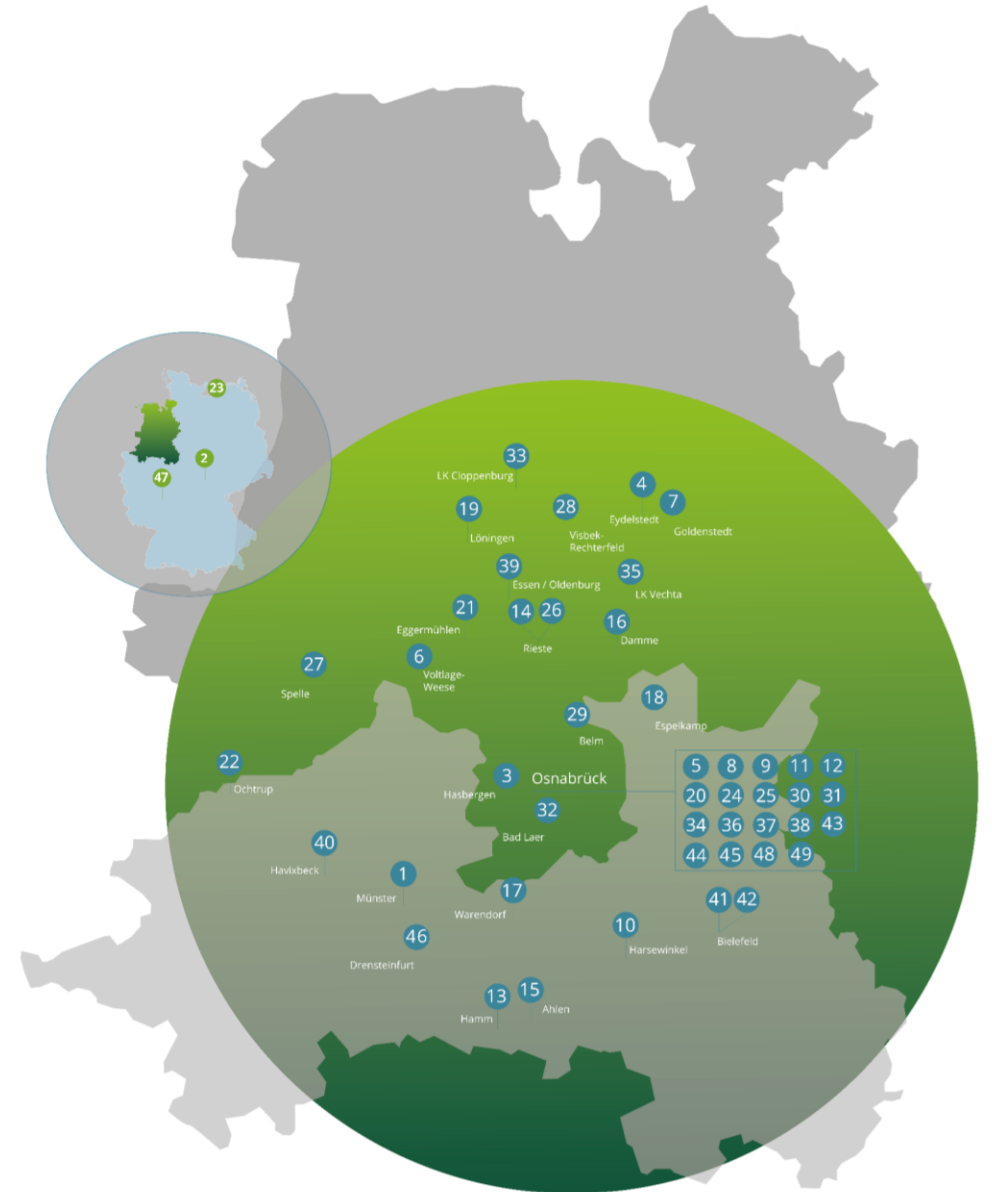 23
2
47
33
LK Cloppenburg
4
7
Eydelstedt
Goldenstedt
19
Löningen
28
Visbek-
Rechterfeld
39
Essen / Oldenburg
35
LK Vechta
21
Eggermühlen
14 26
Rieste
16
Damme
27
Spelle
6
Voltlage-
Weese
18
Espelkamp
29
Belm
22
Ochtrup
3
Hasbergen
Osnabrück
32
Bad Laer
5 8 9 11 12
20 24 25 30 31
34 36 37 38 43
44 45 48 49
40
Havixbeck
1
Münster
17
Warendorf
41 42
Bielefeld
10
Harsewinkel
46
Drensteinfurt
13
Hamm
15
Ahlen